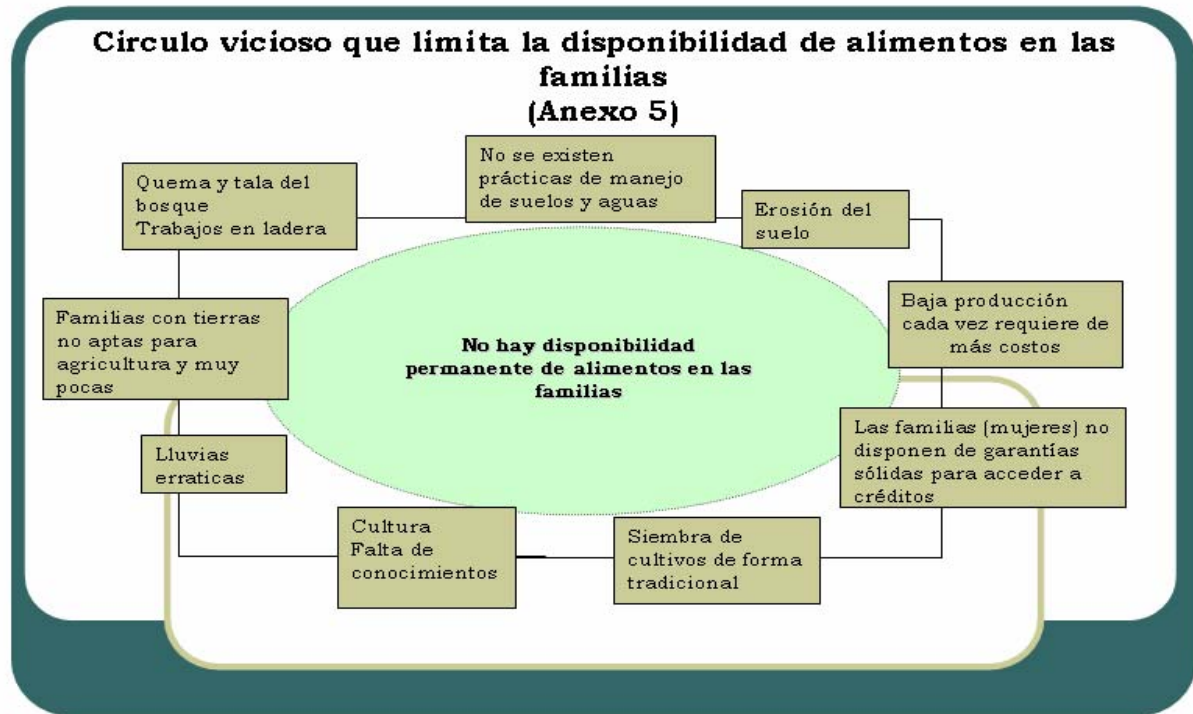 Circulo vicioso que limita la disponibilidad de alimentos en las
familias
(Anexo 5)
No se existen
prácticas de manejo
de suelos y aguas
Quema y tala del
bosque
Trabajos en ladera
Erosión del
suelo
Familias con tierras
no aptas para
agricultura y muy
pocas
Baja producción
cada vez requiere de
más costos
No hay disponibilidad
permanente de alimentos en las
familias
Las familias (mujeres) no
disponen de garantías
sólidas para acceder a
créditos
Lluvias
erraticas
Cultura
Falta de
conocimientos
Siembra de
cultivos de forma
tradicional